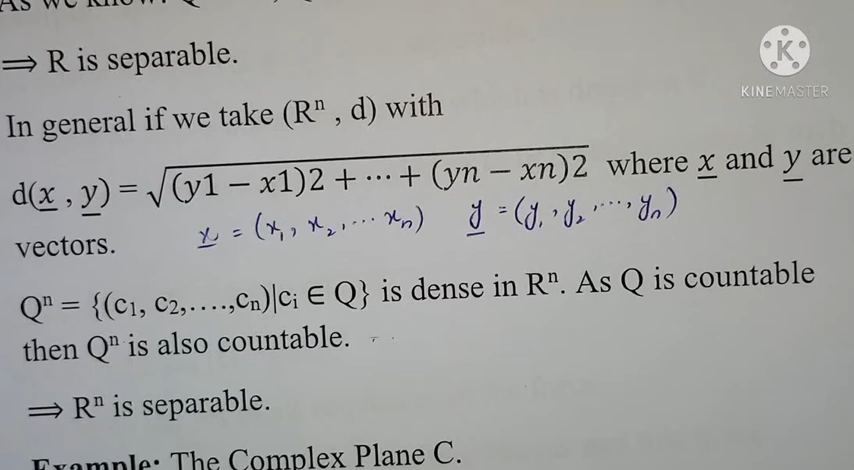 K
KINEMASTER
⟹ R is separable.
In general if we take (Rⁿ , d) with
d(x , y) = √(y1 − x1)2 + ⋯ + (yn − xn)2 where x and y are
x = (x₁, x₂, ... xₙ) y = (y₁, y₂, ..., yₙ)
vectors.
Qⁿ = {(c₁, c₂,….,cₙ)|cᵢ ∈ Q} is dense in Rⁿ. As Q is countable
then Qⁿ is also countable.
⟹ Rⁿ is separable.
Example: The Complex Plane C.